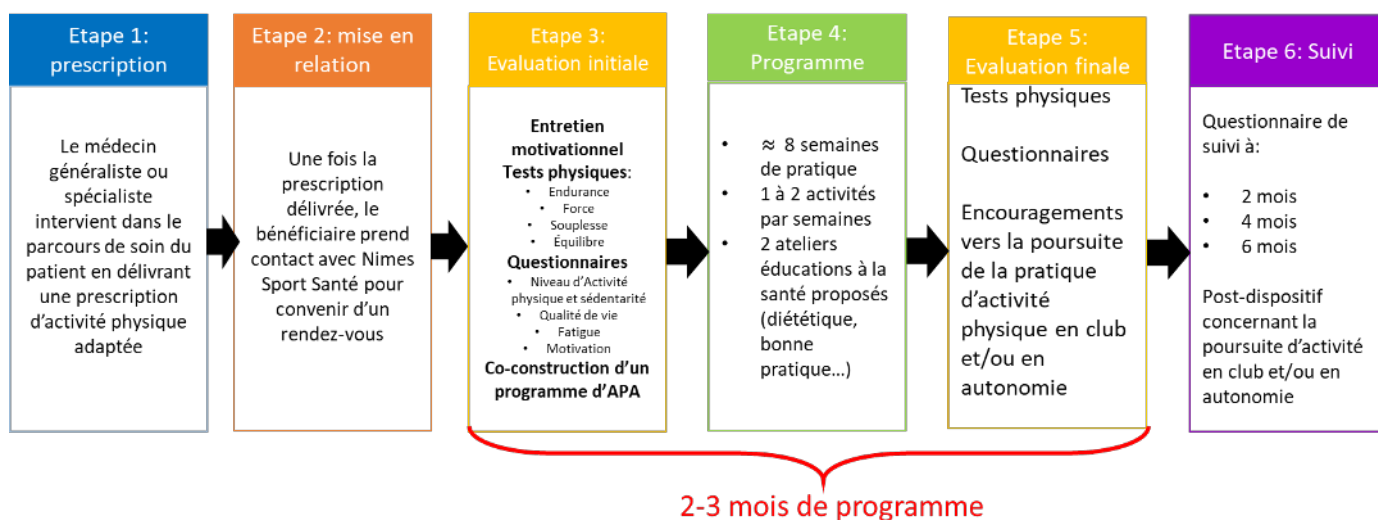 Etape 1:
prescription
Le médecin
généraliste ou
spécialiste
intervient dans le
parcours de soin du
patient en délivrant
une prescription
d'activité physique
adaptée
Etape 2: mise en
relation
Une fois la
prescription
délivrée, le
bénéficiaire prend
contact avec Nimes
Sport Santé pour
convenir d'un
rendez-vous
Etape 3:
Evaluation initiale
Entretien
motivationnel
Tests physiques:
• Endurance
• Force
• Souplesse
• Équilibre
Questionnaires
• Niveau d'Activité
physique et sédentarité
• Qualité de vie
• Fatigue
• Motivation
Co-construction d'un
programme d'APA
Etape 4:
Programme
• ≈ 8 semaines
de pratique
• 1 à 2 activités
par semaines
• 2 ateliers
éducations à la
santé proposés
(diététique,
bonne
pratique...)
Etape 5:
Evaluation finale
Tests physiques
Questionnaires
Encouragements
vers la poursuite
de la pratique
d'activité
physique en club
et/ou en
autonomie
Etape 6: Suivi
Questionnaire de
suivi à:
• 2 mois
• 4 mois
• 6 mois
Post-dispositif
concernant la
poursuite d'activité
en club et/ou en
autonomie
2-3 mois de programme